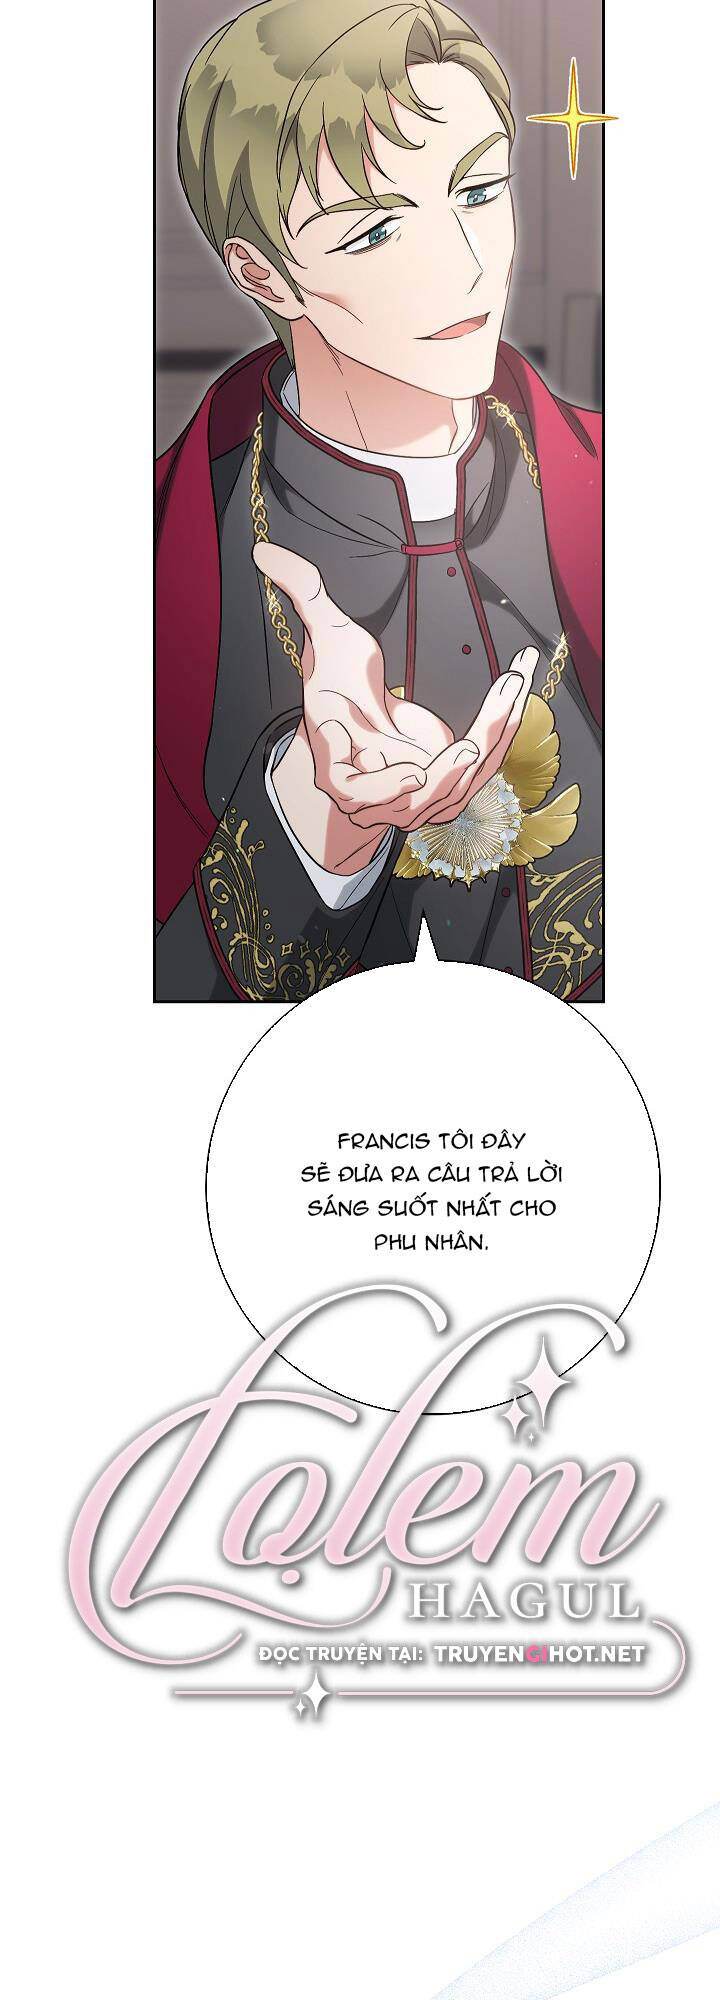 FRANCIS TÔI ĐÂY
SẼ ĐƯA RA CÂU TRẢ LỜI
SÁNG SUỐT NHẤT CHO
PHU NHÂN.
Lọlem
HAGUL
ĐỌC TRUYỆN TẠI: TRUYENGIHOT.NET